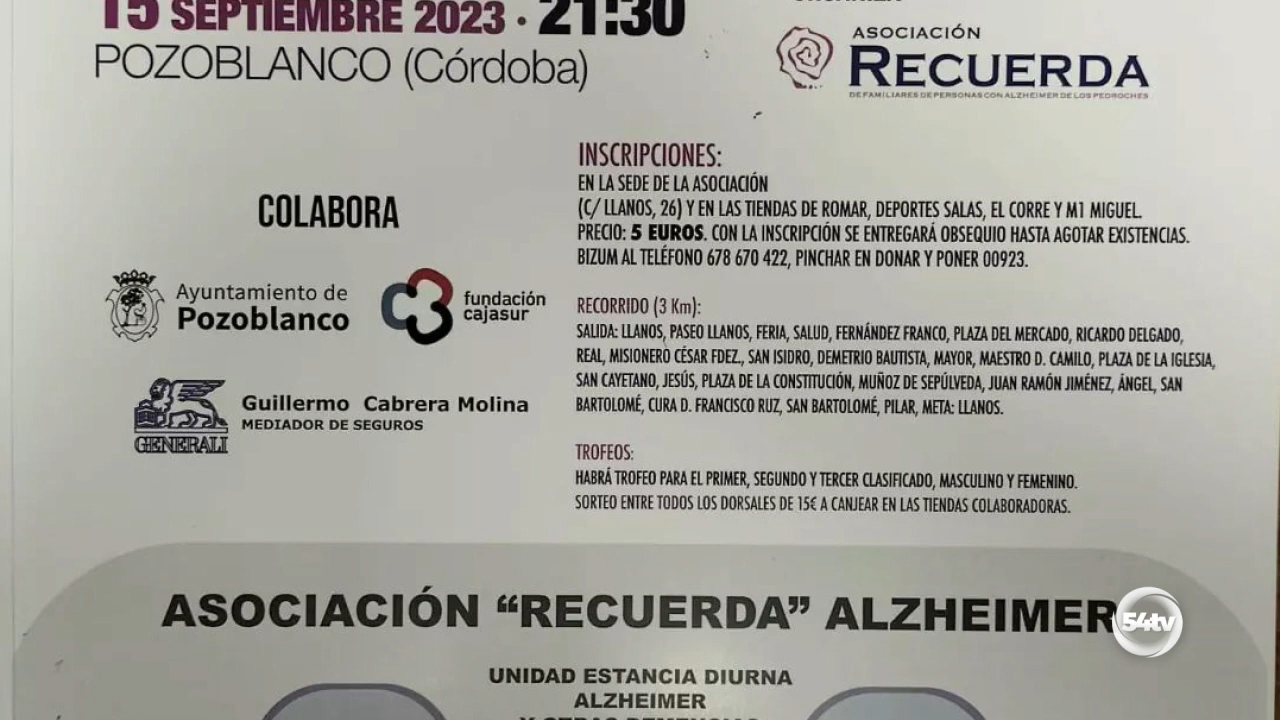 15 SEPTIEMBRE 2023 · 21:30
POZOBLANCO (Córdoba)
ASOCIACIÓN
RECUERDA
DE FAMILIARES DE PERSONAS CON ALZHEIMER DE LOS PEDROCHES
COLABORA
Ayuntamiento de
Pozoblanco
fundación
cajasur
GENERALI
Guillermo Cabrera Molina
MEDIADOR DE SEGUROS
INSCRIPCIONES:
EN LA SEDE DE LA ASOCIACIÓN
(C/ LLANOS, 26) Y EN LAS TIENDAS DE ROMAR, DEPORTES SALAS, EL CORRE Y M1 MIGUEL.
PRECIO: 5 EUROS. CON LA INSCRIPCIÓN SE ENTREGARÁ OBSEQUIO HASTA AGOTAR EXISTENCIAS.
BIZUM AL TELÉFONO 678 670 422, PINCHAR EN DONAR Y PONER 00923.
RECORRIDO (3 Km):
SALIDA: LLANOS, PASEO LLANOS, FERIA, SALUD, FERNÁNDEZ FRANCO, PLAZA DEL MERCADO, RICARDO DELGADO,
REAL, MISIONERO CÉSAR FDEZ., SAN ISIDRO, DEMETRIO BAUTISTA, MAYOR, MAESTRO D. CAMILO, PLAZA DE LA IGLESIA,
SAN CAYETANO, JESÚS, PLAZA DE LA CONSTITUCIÓN, MUÑOZ DE SEPÚLVEDA, JUAN RAMÓN JIMÉNEZ, ÁNGEL, SAN
BARTOLOMÉ, CURA D. FRANCISCO RUZ, SAN BARTOLOMÉ, PILAR, META: LLANOS.
TROFEOS:
HABRÁ TROFEO PARA EL PRIMER, SEGUNDO Y TERCER CLASIFICADO, MASCULINO Y FEMENINO.
SORTEO ENTRE TODOS LOS DORSALES DE 15€ A CANJEAR EN LAS TIENDAS COLABORADORAS.
ASOCIACIÓN “RECUERDA” ALZHEIMER
54tv
UNIDAD ESTANCIA DIURNA
ALZHEIMER